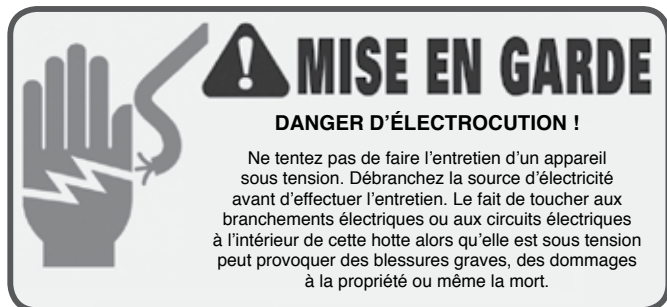 MISE EN GARDE
DANGER D’ÉLECTROCUTION !
Ne tentez pas de faire l’entretien d’un appareil
sous tension. Débranchez la source d’électricité
avant d’effectuer l’entretien. Le fait de toucher aux
branchements électriques ou aux circuits électriques
à l’intérieur de cette hotte alors qu’elle est sous tension
peut provoquer des blessures graves, des dommages
à la propriété ou même la mort.